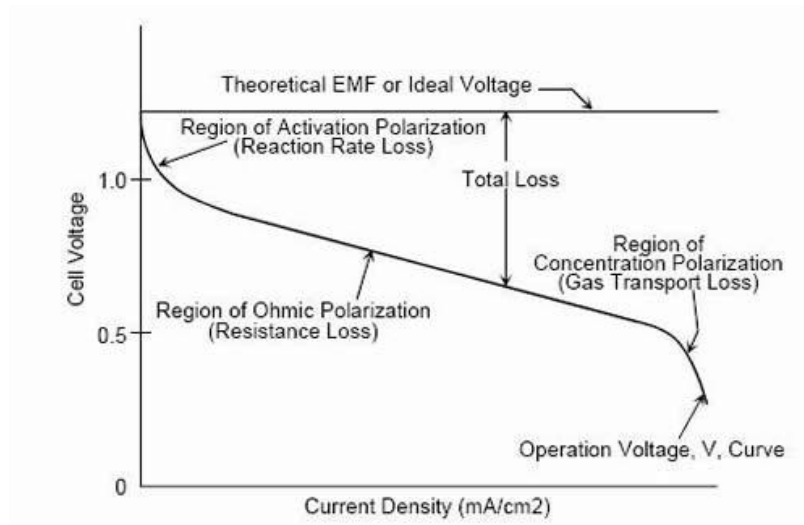 Theoretical EMF or Ideal Voltage
Region of Activation Polarization
(Reaction Rate Loss)
1.0
Total Loss
Cell Voltage
Region of
Concentration Polarization
(Gas Transport Loss)
Region of Ohmic Polarization
(Resistance Loss)
0.5
Operation Voltage, V, Curve
0
Current Density (mA/cm2)